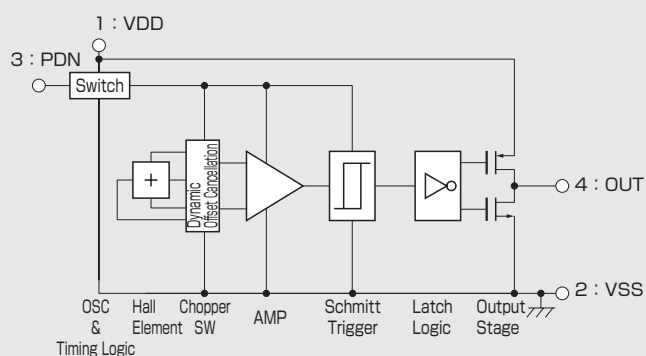 1：VDD
3：PDN
Switch
Dynamic
Offset Cancellation
4：OUT
2：VSS
OSC
&
Timing Logic
Hall
Element
Chopper
SW
AMP
Schmitt
Trigger
Latch
Logic
Output
Stage